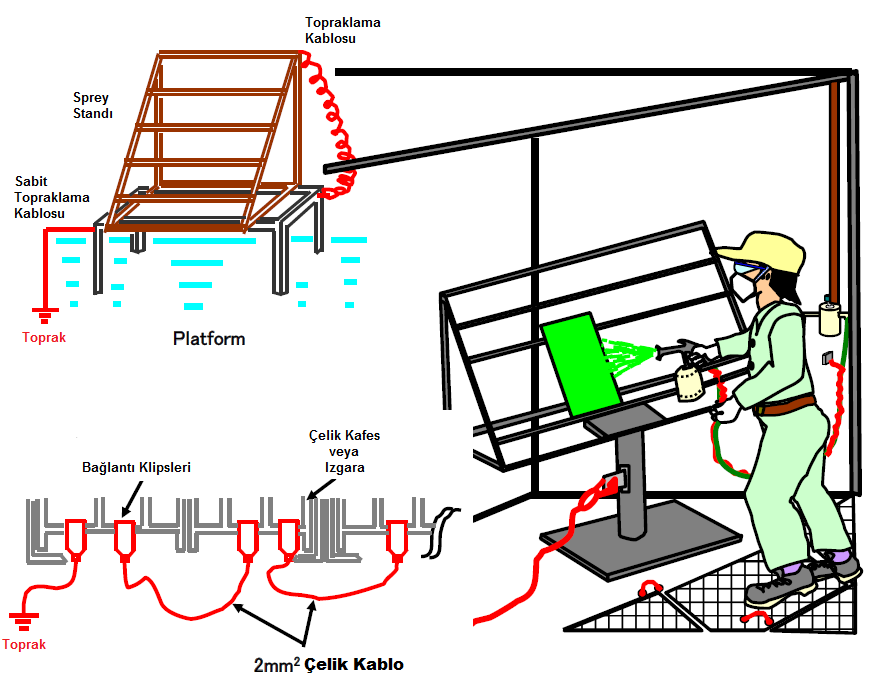 Topraklama
Kablosu
Sprey
Standı
Sabit
Topraklama
Kablosu
Toprak
Platform
Çelik Kafes
veya
Izgara
Bağlantı Klipsleri
Toprak
2mm² Çelik Kablo